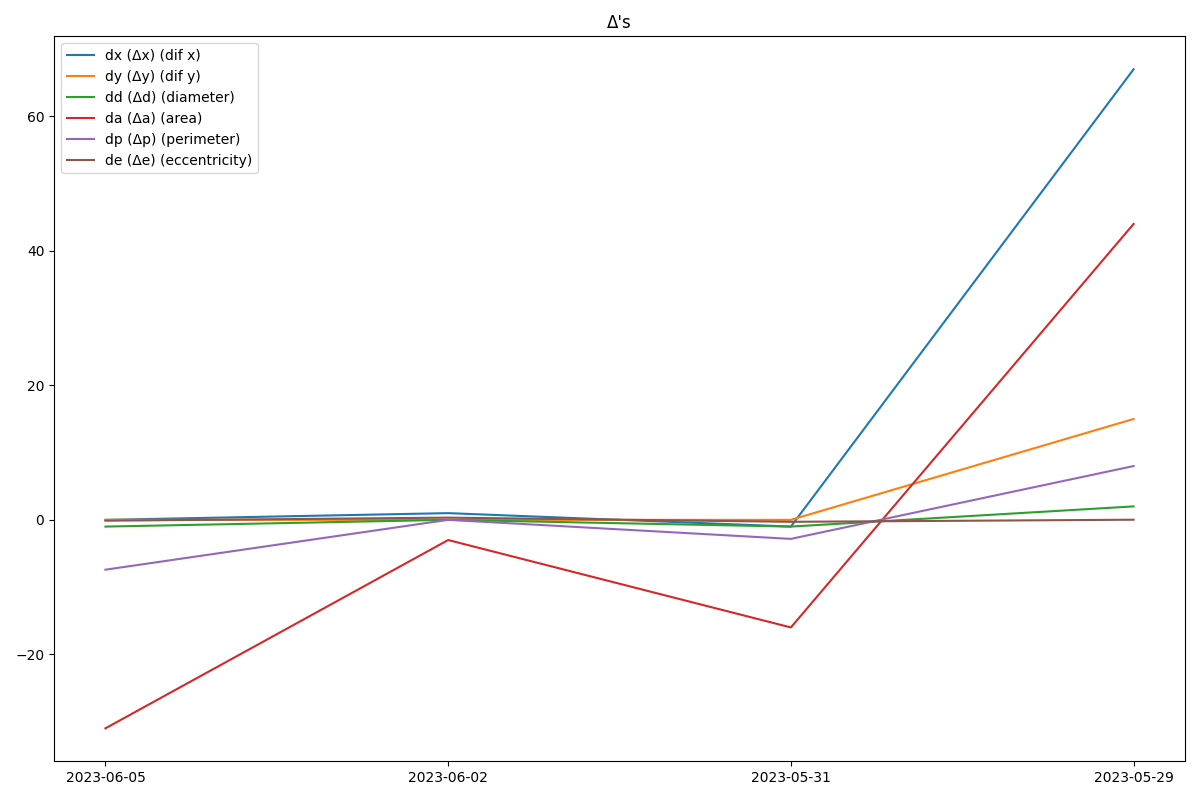 Δ's
dx (Δx) (dif x)
dy (Δy) (dif y)
dd (Δd) (diameter)
da (Δa) (area)
dp (Δp) (perimeter)
de (Δe) (eccentricity)
60
40
20
0
−20
2023-06-05 2023-06-02 2023-05-31 2023-05-29